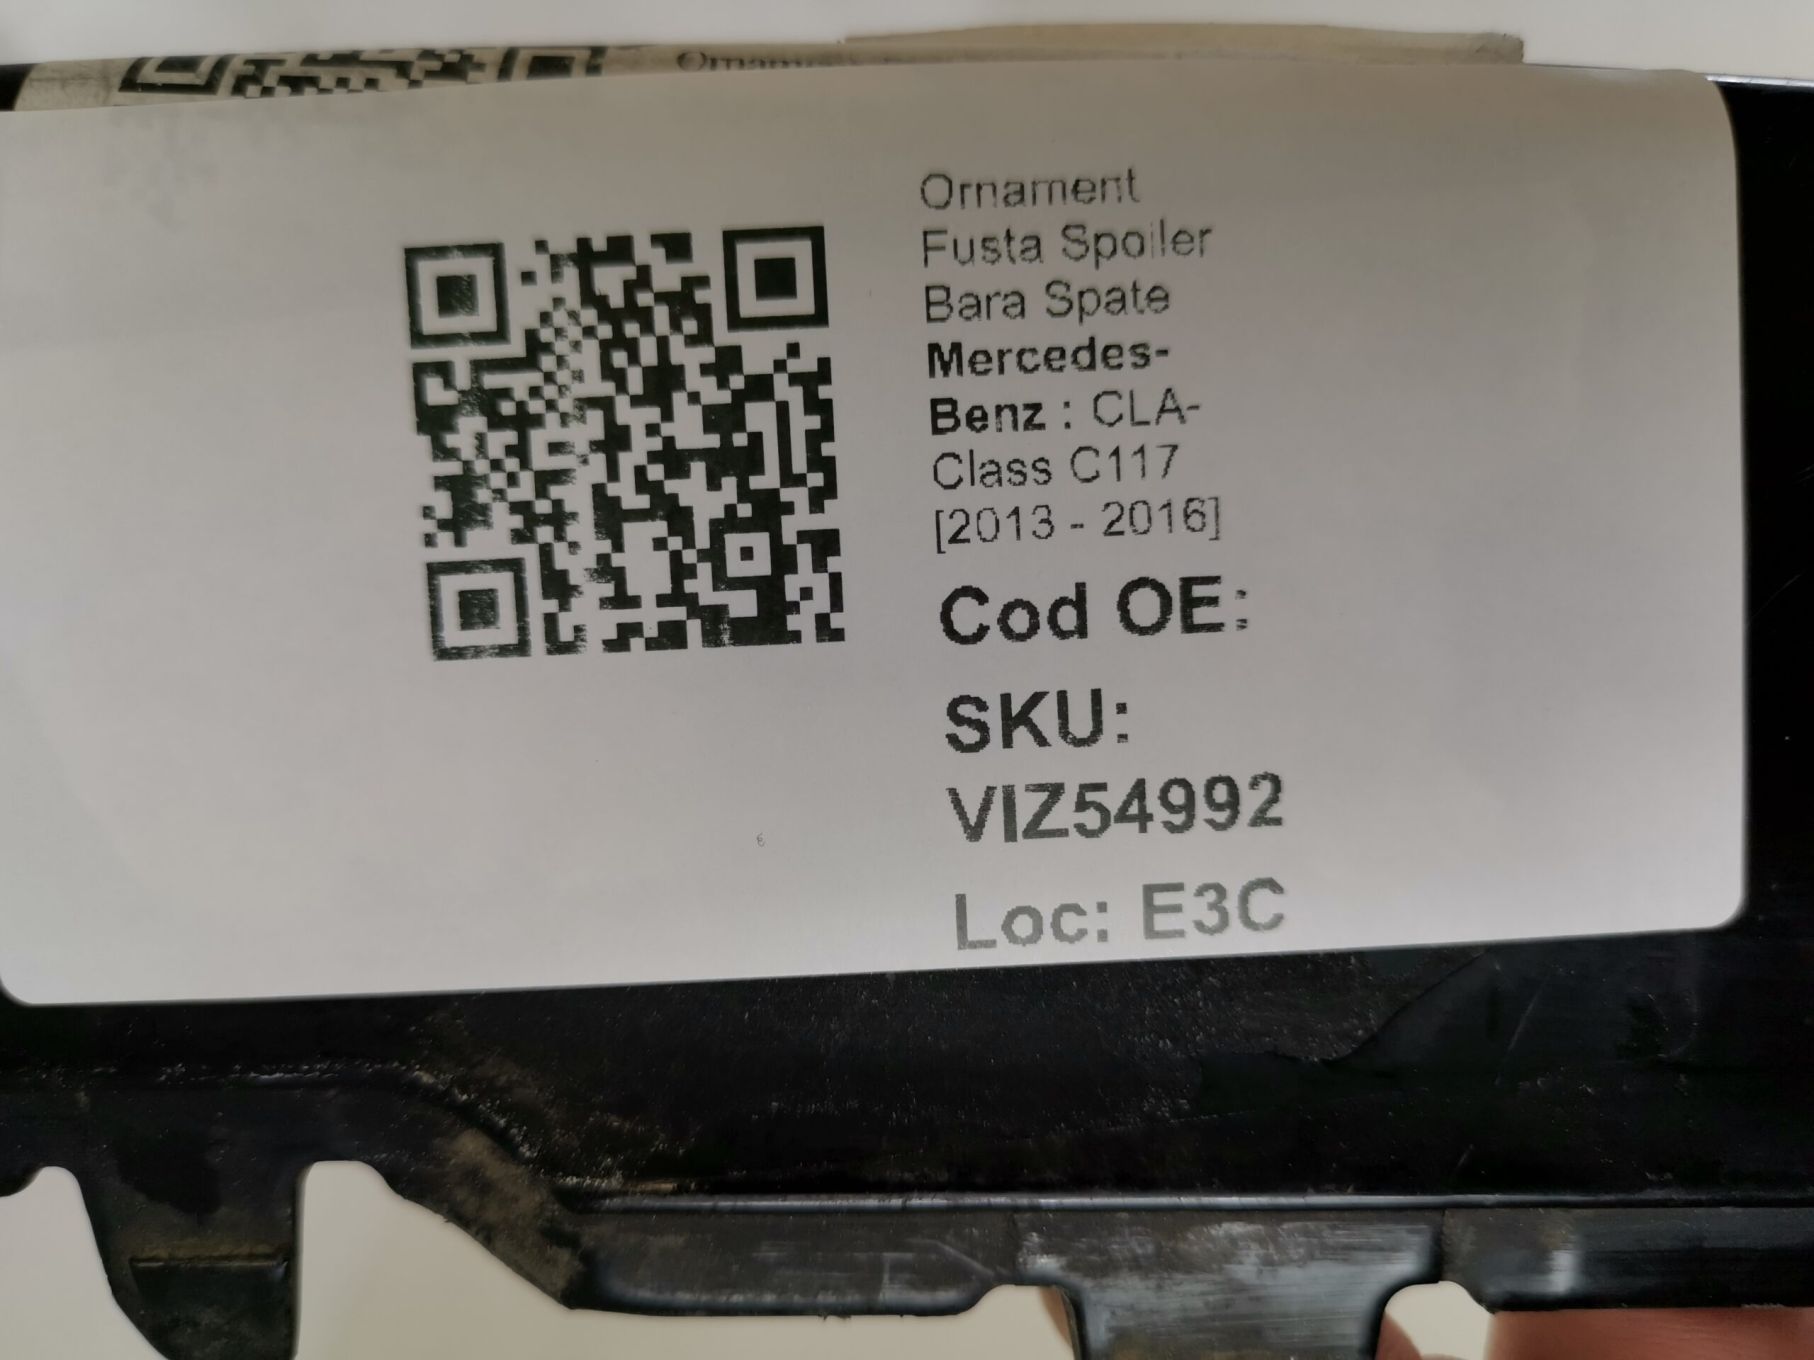 Ornament
Fusta Spoiler
Bara Spate
Mercedes-
Benz : CLA-
Class C117
[2013 - 2016]
Cod OE:
SKU:
VIZ54992
Loc: E3C